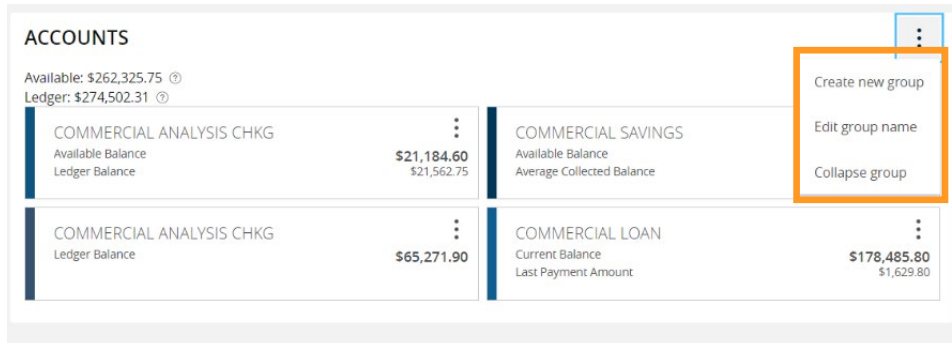 ACCOUNTS
Available: $262,325.75
Ledger: $274,502.31
Create new group
Edit group name
Collapse group
COMMERCIAL ANALYSIS CHKG
Available Balance $21,184.60
Ledger Balance $21,562.75
COMMERCIAL SAVINGS
Available Balance
Average Collected Balance
COMMERCIAL ANALYSIS CHKG
Ledger Balance $65,271.90
COMMERCIAL LOAN
Current Balance $178,485.80
Last Payment Amount $1,629.80